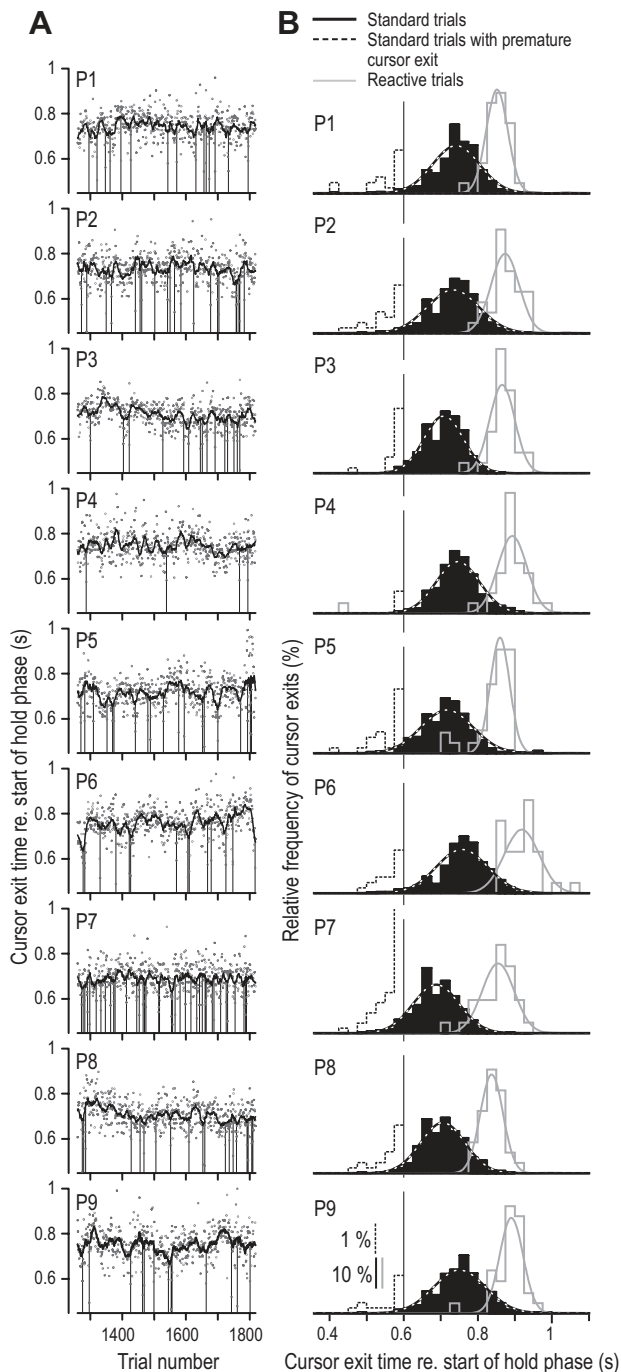 A
B
Standard trials
Standard trials with premature
cursor exit
Reactive trials
Cursor exit time re. start of hold phase (s)
1
0.8
0.6
P1
1
0.8
0.6
P2
1
0.8
0.6
P3
1
0.8
0.6
P4
1
0.8
0.6
P5
1
0.8
0.6
P6
1
0.8
0.6
P7
1
0.8
0.6
P8
1
0.8
0.6
P9
1400 1600 1800
Trial number
Relative frequency of cursor exits (%)
P1
P2
P3
P4
P5
P6
P7
P8
P9
1 %
10 %
0.4 0.6 0.8 1
Cursor exit time re. start of hold phase (s)